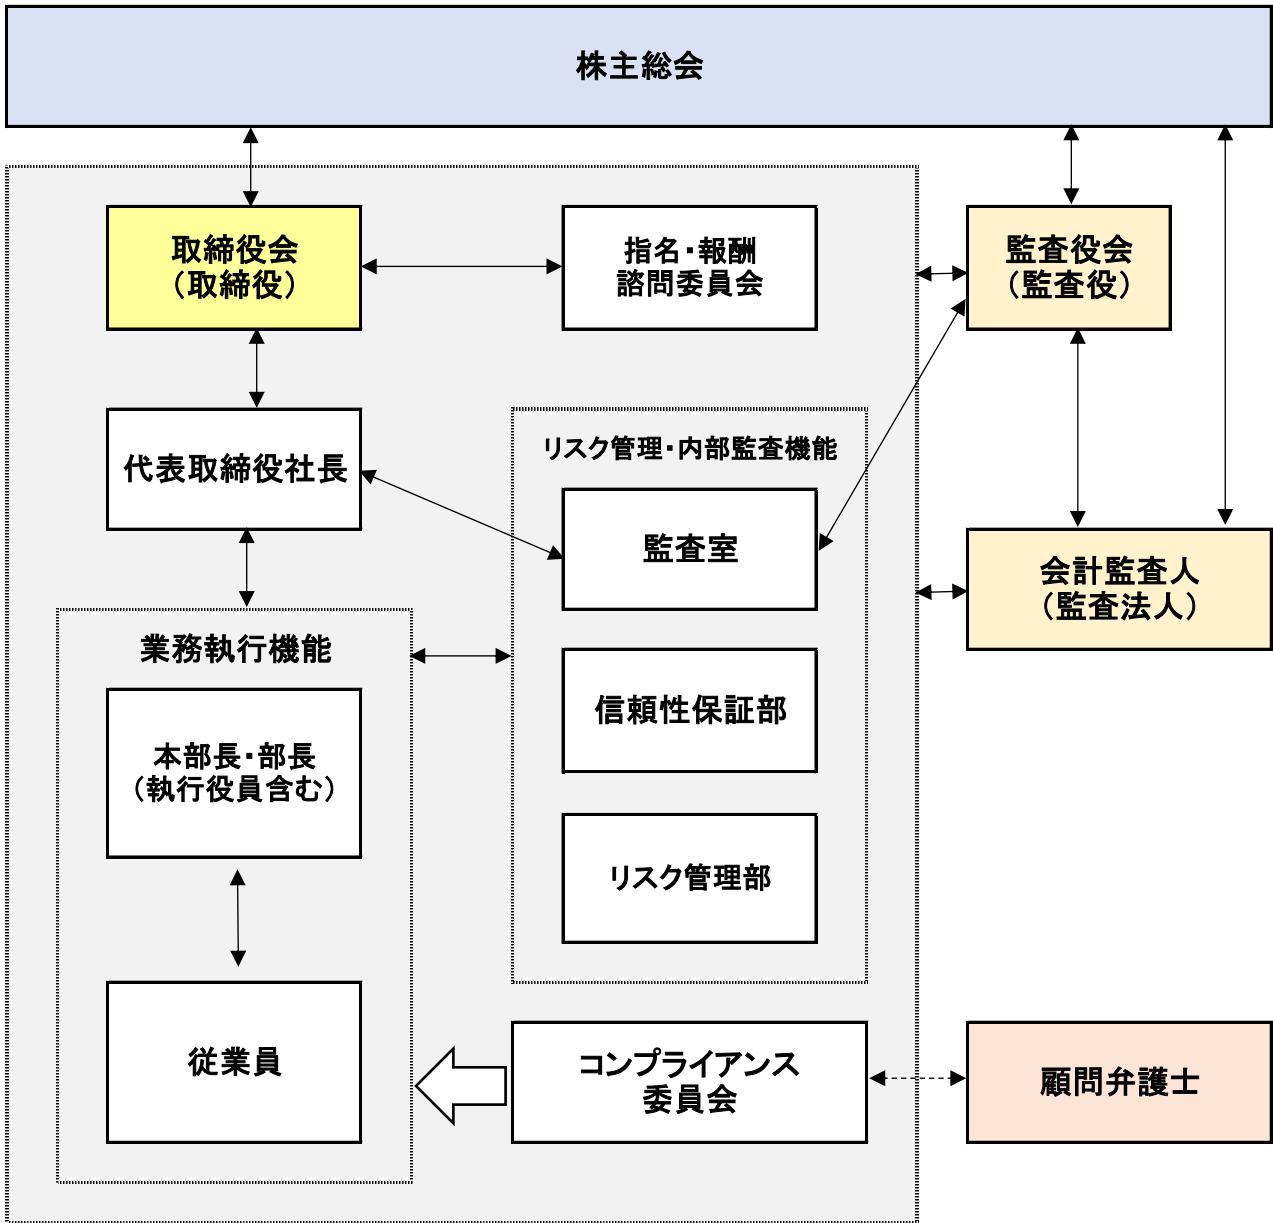 株主総会
取締役会
（取締役）
指名・報酬
諮問委員会
監査役会
（監査役）
代表取締役社長
リスク管理・内部監査機能
監査室
会計監査人
（監査法人）
業務執行機能
信頼性保証部
本部長・部長
（執行役員含む）
リスク管理部
従業員
コンプライアンス
委員会
顧問弁護士